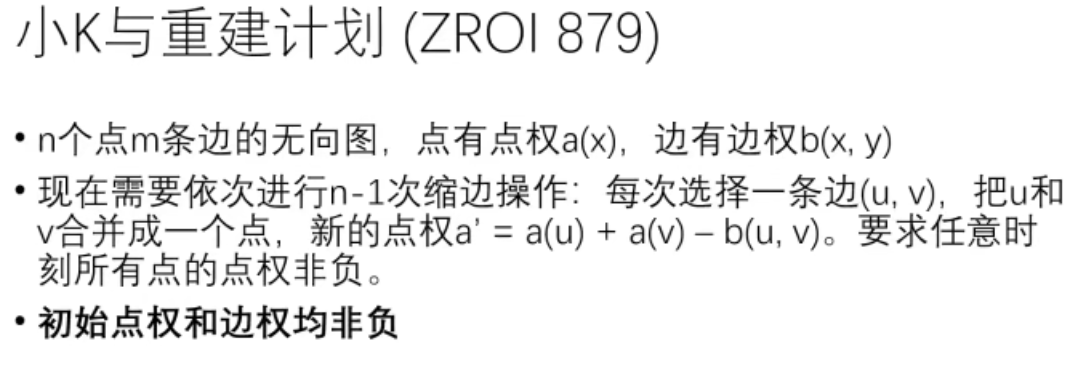 小K与重建计划 (ZROI 879)
• n个点m条边的无向图，点有点权a(x)，边有边权b(x, y)
• 现在需要依次进行n-1次缩边操作：每次选择一条边(u, v)，把u和
v合并成一个点，新的点权a’ = a(u) + a(v) – b(u, v)。要求任意时
刻所有点的点权非负。
• 初始点权和边权均非负